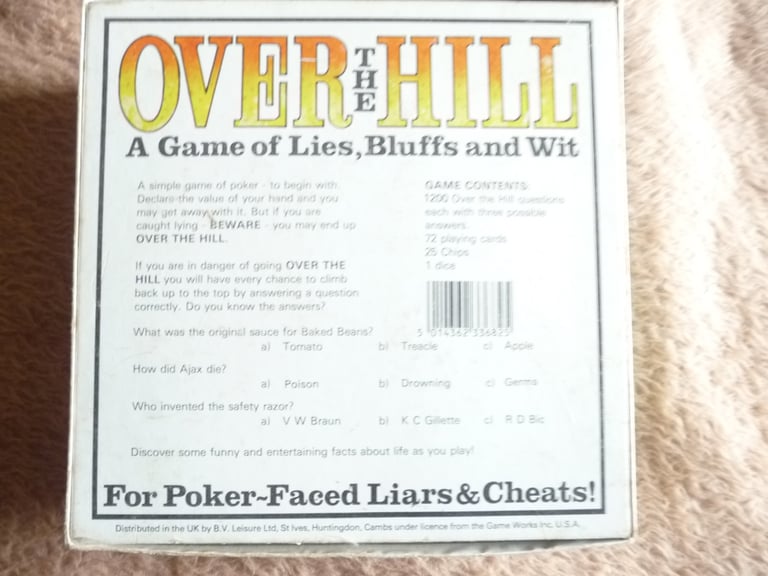 OVER THE HILL
A Game of Lies, Bluffs and Wit
A simple game of poker - to begin with.
Declare the value of your hand and you
may get away with it. But if you are
caught lying - BEWARE - you may end up
OVER THE HILL.
If you are in danger of going OVER THE
HILL you will have every chance to climb
back up to the top by answering a question
correctly. Do you know the answers?
GAME CONTENTS:
1200 Over the Hill questions
each with three possible
answers.
72 playing cards
25 Chips
1 dice
5 014362 336825
What was the original sauce for Baked Beans?
a) Tomato b) Treacle c) Apple
How did Ajax die?
a) Poison b) Drowning c) Germs
Who invented the safety razor?
a) V W Braun b) K C Gillette c) R D Bic
Discover some funny and entertaining facts about life as you play!
For Poker-Faced Liars & Cheats!
Distributed in the UK by B.V. Leisure Ltd, St Ives, Huntingdon, Cambs under licence from the Game Works Inc. U.S.A.